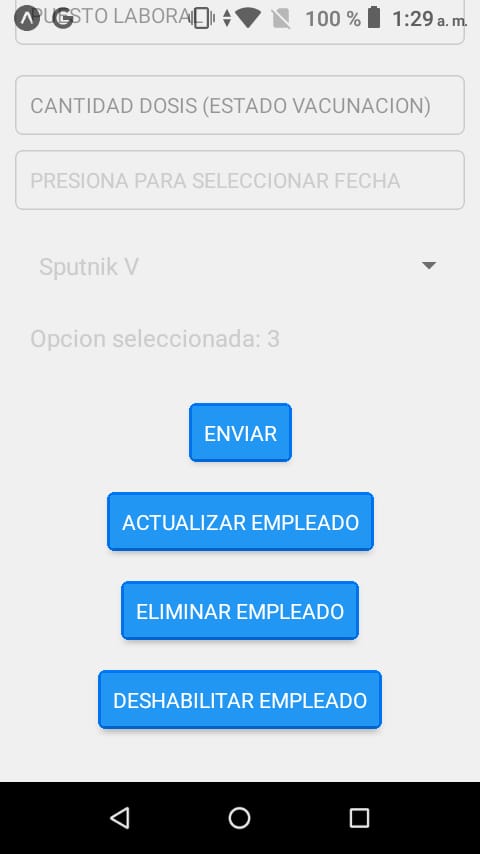 100 % 1:29 a. m.
PUESTO LABORAL
CANTIDAD DOSIS (ESTADO VACUNACION)
PRESIONA PARA SELECCIONAR FECHA
Sputnik V
Opcion seleccionada: 3
ENVIAR
ACTUALIZAR EMPLEADO
ELIMINAR EMPLEADO
DESHABILITAR EMPLEADO